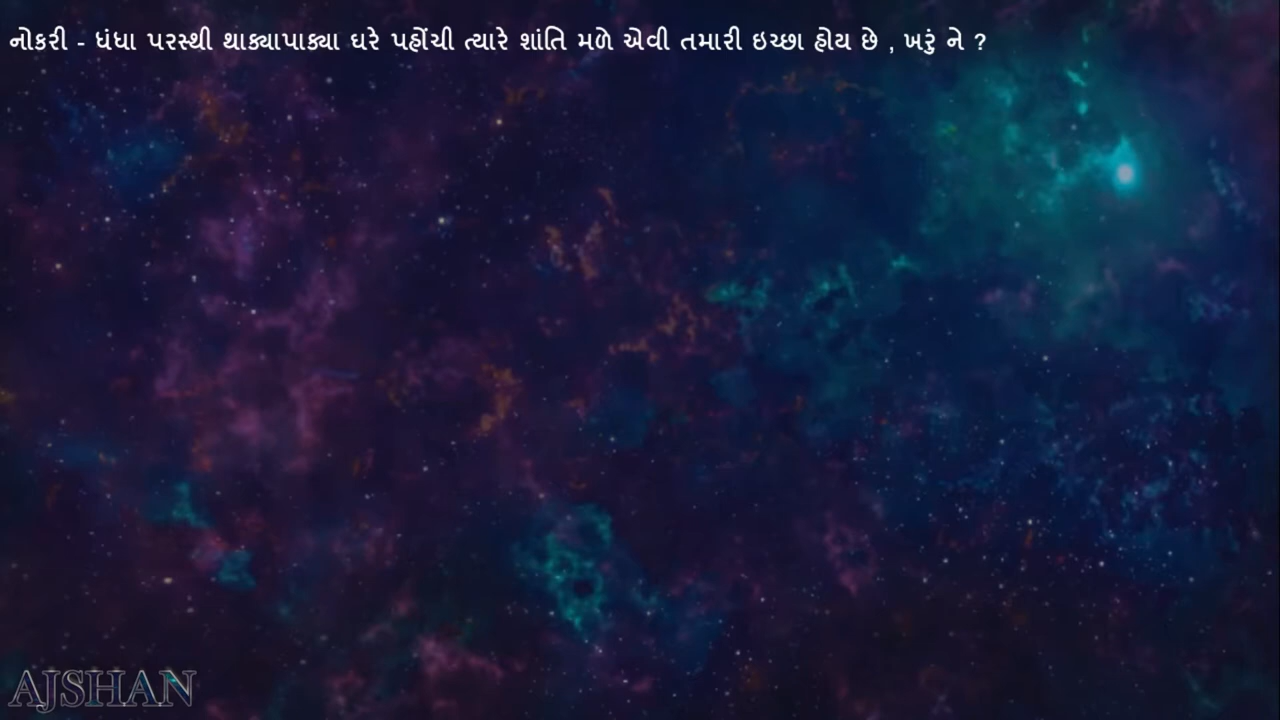 નોકરી - ધંધા પરસ્થી થાક્યાપાક્યા ઘરે પહોંચી ત્યારે શાંતિ મળે એવી તમારી ઇચ્છા હોય છે , ખરું ને ?
AJSHAN